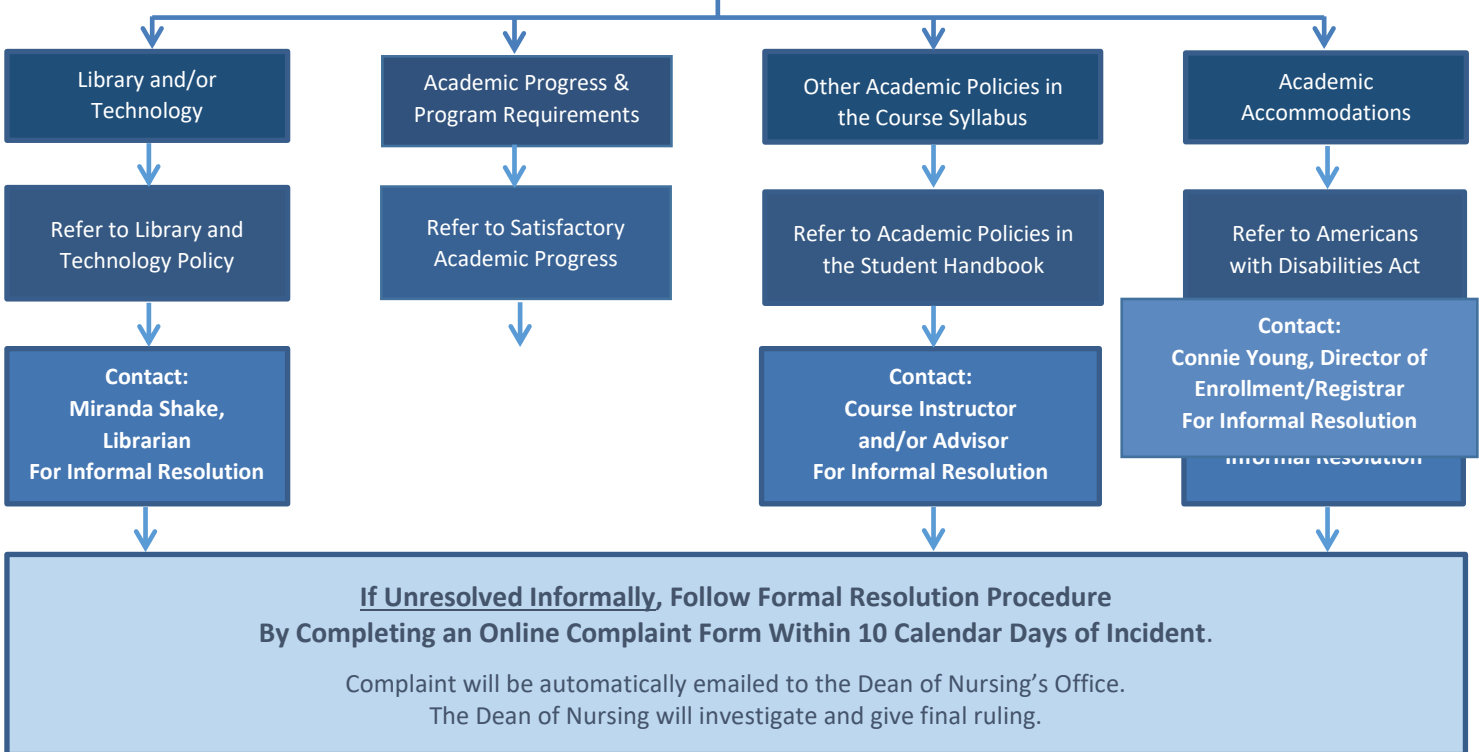 Library and/or
Technology
Academic Progress &
Program Requirements
Other Academic Policies in
the Course Syllabus
Academic
Accommodations
Refer to Library and
Technology Policy
Refer to Satisfactory
Academic Progress
Refer to Academic Policies in
the Student Handbook
Refer to Americans
with Disabilities Act
Contact:
Miranda Shake,
Librarian
For Informal Resolution
Contact:
Course Instructor
and/or Advisor
For Informal Resolution
Contact:
Connie Young, Director of
Enrollment/Registrar
For Informal Resolution
Informal Resolution
If Unresolved Informally, Follow Formal Resolution Procedure
By Completing an Online Complaint Form Within 10 Calendar Days of Incident.
Complaint will be automatically emailed to the Dean of Nursing’s Office.
The Dean of Nursing will investigate and give final ruling.